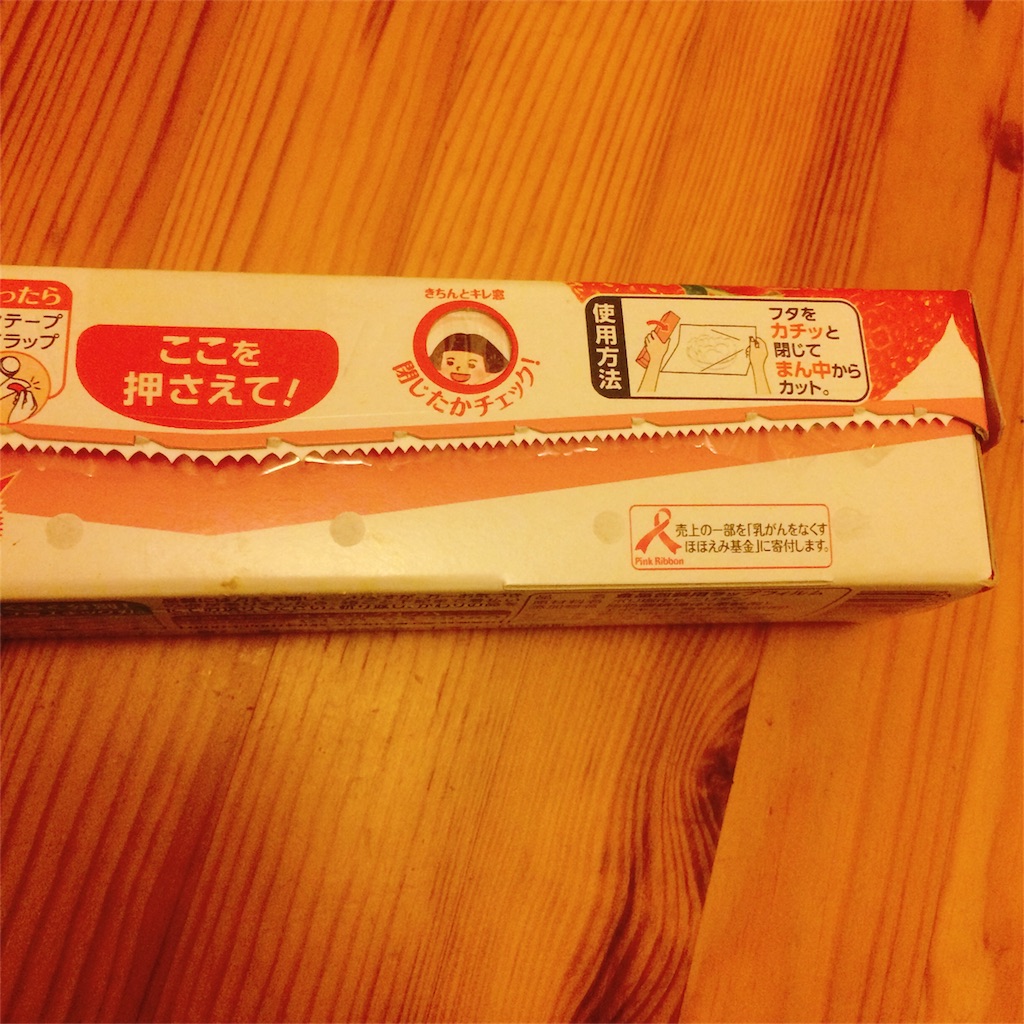 ったら
テープ
ラップ
ここを
押さえて!
きちんとキレ窓
閉じたかチェック!
使用方法
フタを
カチッと
閉じて
まん中から
カット。
売上の一部を「乳がんをなくす
ほほえみ基金」に寄付します。
Pink Ribbon